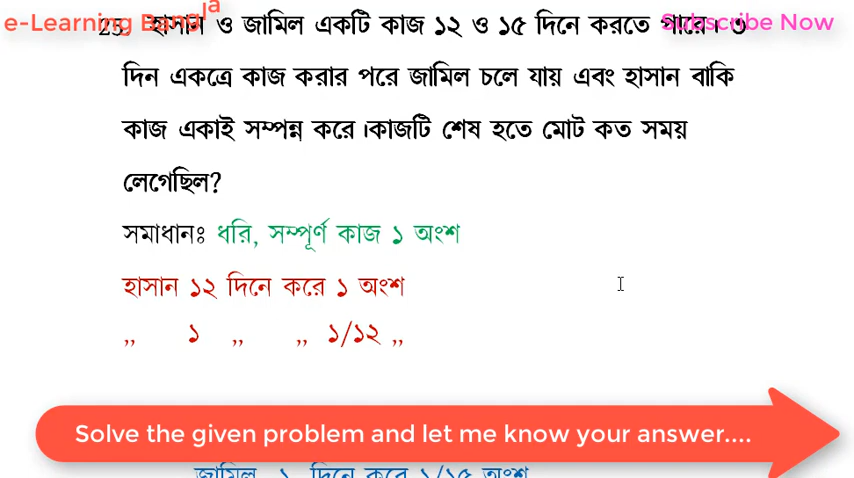 e-Learning Bangla
Subscribe Now
25. হাসান ও জামিল একটি কাজ ১২ ও ১৫ দিনে করতে পারে। ৩
দিন একত্রে কাজ করার পরে জামিল চলে যায় এবং হাসান বাকি
কাজ একাই সম্পন্ন করে।কাজটি শেষ হতে মোট কত সময়
লেগেছিল?
সমাধানঃ ধরি, সম্পূর্ণ কাজ ১ অংশ
হাসান ১২ দিনে করে ১ অংশ
,, ১ ,, ,, ১/১২ ,,
Solve the given problem and let me know your answer....
জামিল ১ দিনে করে ১/১৫ অংশ